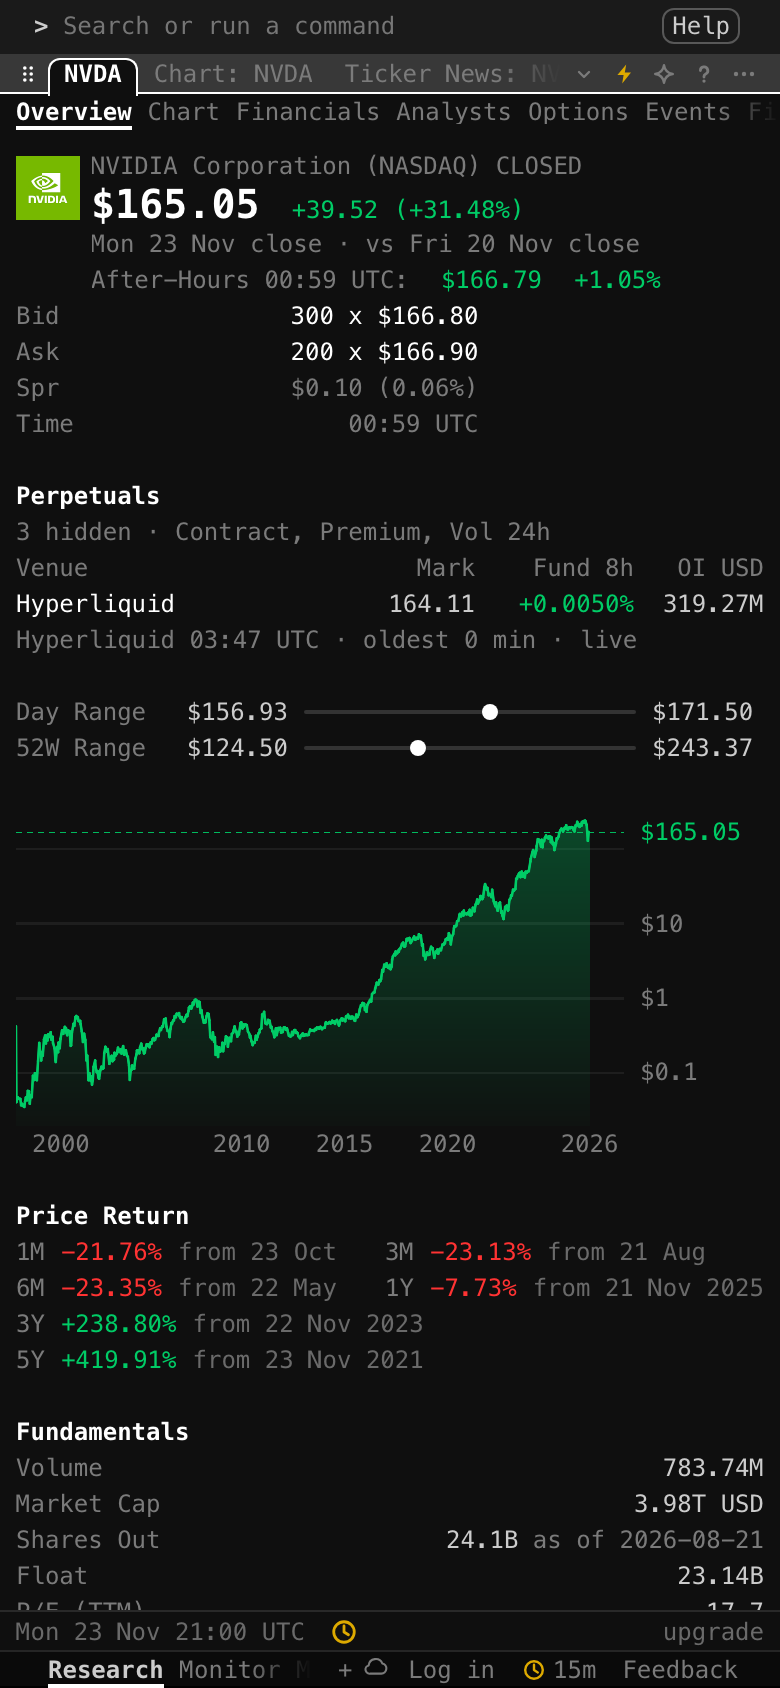 > Search or run a command Help
NVDA Chart: NVDA Ticker News: NV ? ...
Overview Chart Financials Analysts Options Events Fi
NVIDIA NVIDIA Corporation (NASDAQ) CLOSED
$165.05 +39.52 (+31.48%)
Mon 23 Nov close · vs Fri 20 Nov close
After-Hours 00:59 UTC: $166.79 +1.05%
Bid 300 x $166.80
Ask 200 x $166.90
Spr $0.10 (0.06%)
Time 00:59 UTC
Perpetuals
3 hidden · Contract, Premium, Vol 24h
Venue Mark Fund 8h OI USD
Hyperliquid 164.11 +0.0050% 319.27M
Hyperliquid 03:47 UTC · oldest 0 min · live
Day Range $156.93 $171.50
52W Range $124.50 $243.37
$165.05
$10
$1
$0.1
2000 2010 2015 2020 2026
Price Return
1M −21.76% from 23 Oct 3M −23.13% from 21 Aug
6M −23.35% from 22 May 1Y −7.73% from 21 Nov 2025
3Y +238.80% from 22 Nov 2023
5Y +419.91% from 23 Nov 2021
Fundamentals
Volume 783.74M
Market Cap 3.98T USD
Shares Out 24.1B as of 2026-08-21
Float 23.14B
P/E (TTM) 17.7
Mon 23 Nov 21:00 UTC upgrade
Research Monitor M + Log in 15m Feedback